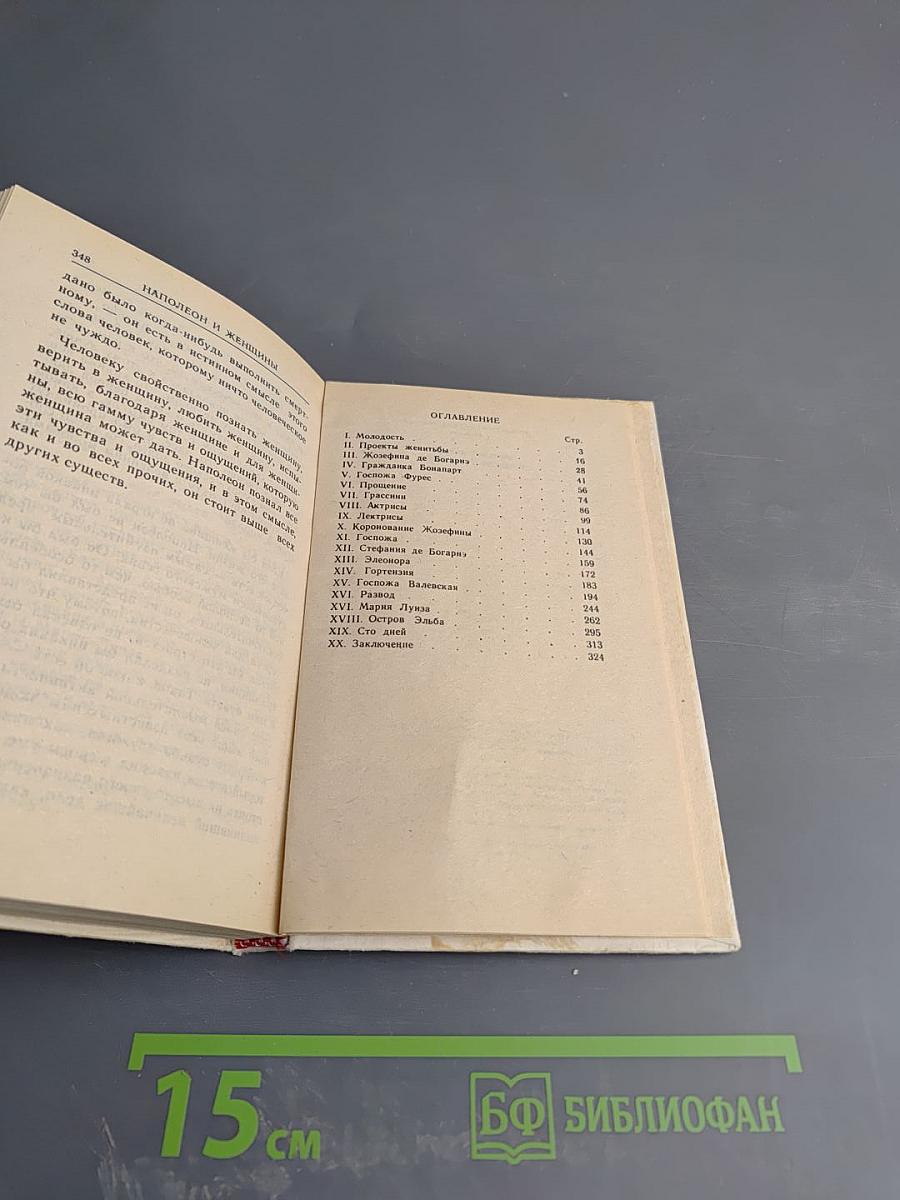 348
НАПОЛЕОН И ЖЕНЩИНЫ
дано было когда-нибудь выполнить смерт-
ному, — он есть в истинном смысле этого
слова человек, которому ничто человеческое
не чуждо.
Человеку свойственно познать женщину,
верить в женщину, любить женщину, испы-
тывать, благодаря женщине и для женщи-
ны, всю гамму чувств и ощущений, которую
женщина может дать. Наполеон познал все
эти чувства и ощущения, и в этом смысле,
как и во всех прочих, он стоит выше всех
других существ.
ОГЛАВЛЕНИЕ
Стр.
I. Молодость 3
II. Проекты женитьбы 16
III. Жозефина де Богарнэ 28
IV. Гражданка Бонапарт 41
V. Госпожа Фурес 56
VI. Прощение 74
VII. Грассини 86
VIII. Актрисы 99
IX. Лектрисы 114
X. Коронование Жозефины 130
XI. Госпожа 144
XII. Стефания де Богарнэ 159
XIII. Элеонора 172
XIV. Гортензия 183
XV. Госпожа Валевская 194
XVI. Развод 244
XVI. Мария Луиза 262
XVIII. Остров Эльба 295
XIX. Сто дней 313
XX. Заключение 324
15 см
БФ БИБЛИОФАН